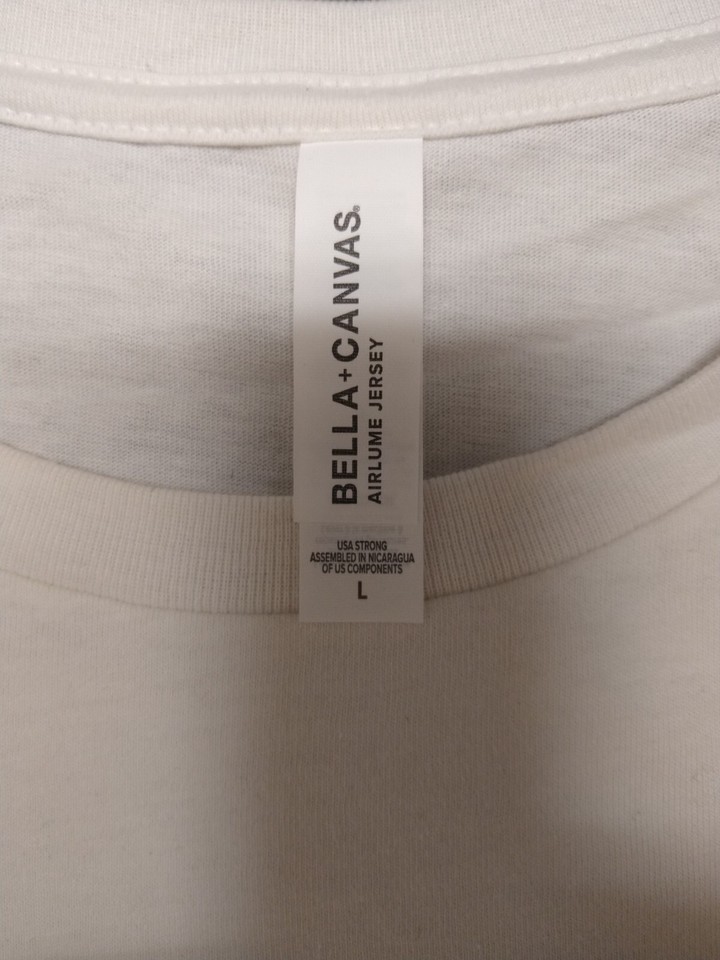 BELLA+CANVAS®
AIRLUME JERSEY
USA STRONG
ASSEMBLED IN NICARAGUA
OF US COMPONENTS
L